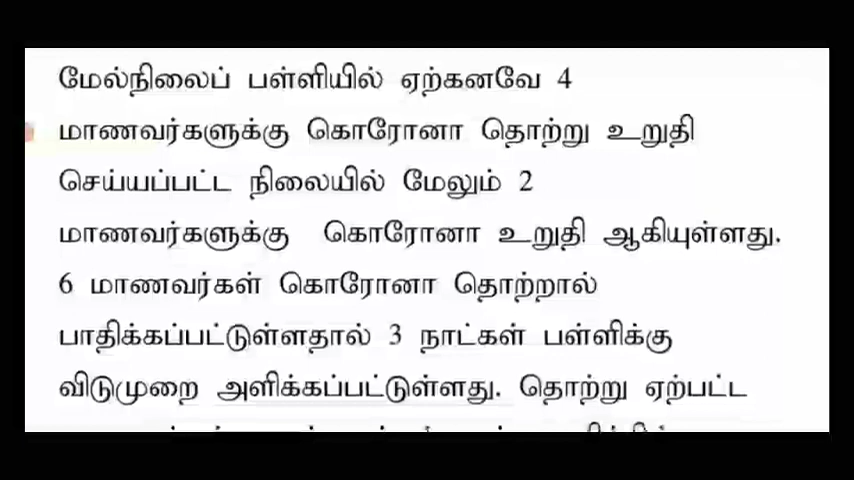 மேல்நிலைப் பள்ளியில் ஏற்கனவே 4
மாணவர்களுக்கு கொரோனா தொற்று உறுதி
செய்யப்பட்ட நிலையில் மேலும் 2
மாணவர்களுக்கு கொரோனா உறுதி ஆகியுள்ளது.
6 மாணவர்கள் கொரோனா தொற்றால்
பாதிக்கப்பட்டுள்ளதால் 3 நாட்கள் பள்ளிக்கு
விடுமுறை அளிக்கப்பட்டுள்ளது. தொற்று ஏற்பட்ட